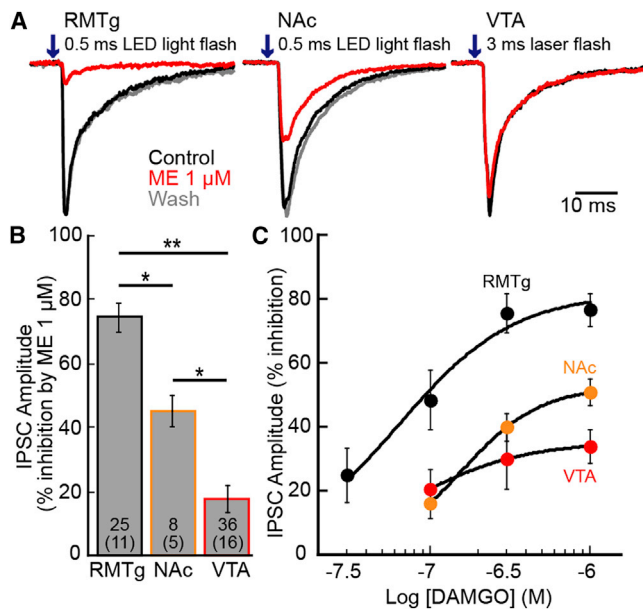 A
RMTg
0.5 ms LED light flash
NAc
0.5 ms LED light flash
VTA
3 ms laser flash
Control
ME 1 µM
Wash
10 ms
B
IPSC Amplitude
(% inhibition by ME 1 µM)
100
80
60
40
20
0
**
*
*
25
(11)
8
(5)
36
(16)
RMTg
NAc
VTA
C
IPSC Amplitude (% inhibition)
100
80
60
40
20
0
RMTg
NAc
VTA
-7.5
-7
-6.5
-6
Log [DAMGO] (M)